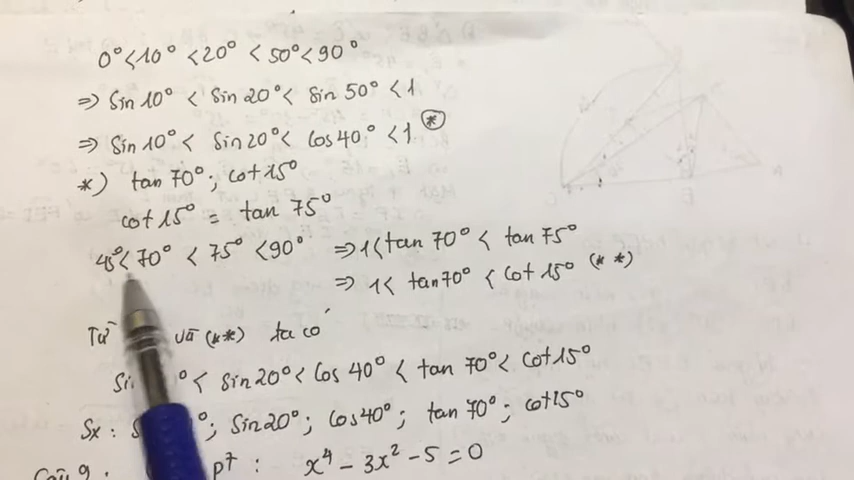 0° < 10° < 20° < 50° < 90°
=> Sin 10° < Sin 20° < Sin 50° < 1
=> Sin 10° < Sin 20° < Cos 40° < 1 (*)
*) tan 70° ; cot 15°
cot 15° = tan 75°
45° < 70° < 75° < 90° => 1 < tan 70° < tan 75°
=> 1 < tan 70° < cot 15° (**)
Từ và (**) ta có
< sin 20° < Cos 40° < tan 70° < Cot 15°
Sx : ; Sin 20° ; Cos 40° ; tan 70° ; cot 15°
Câu 9. : x⁴ - 3x² - 5 = 0